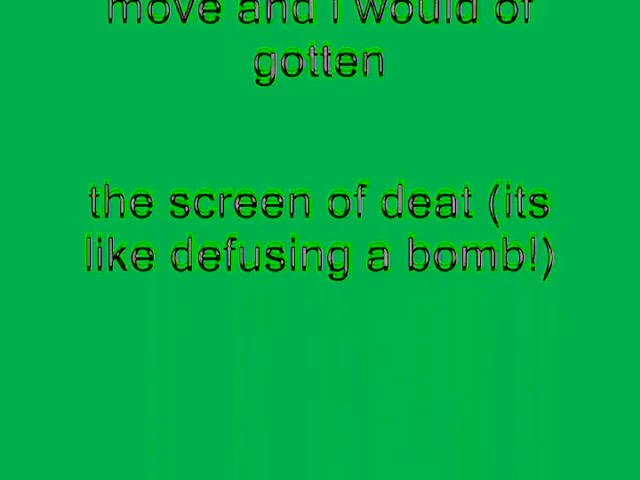 move and I would of
gotten
the screen of deat (its
like defusing a bomb!)